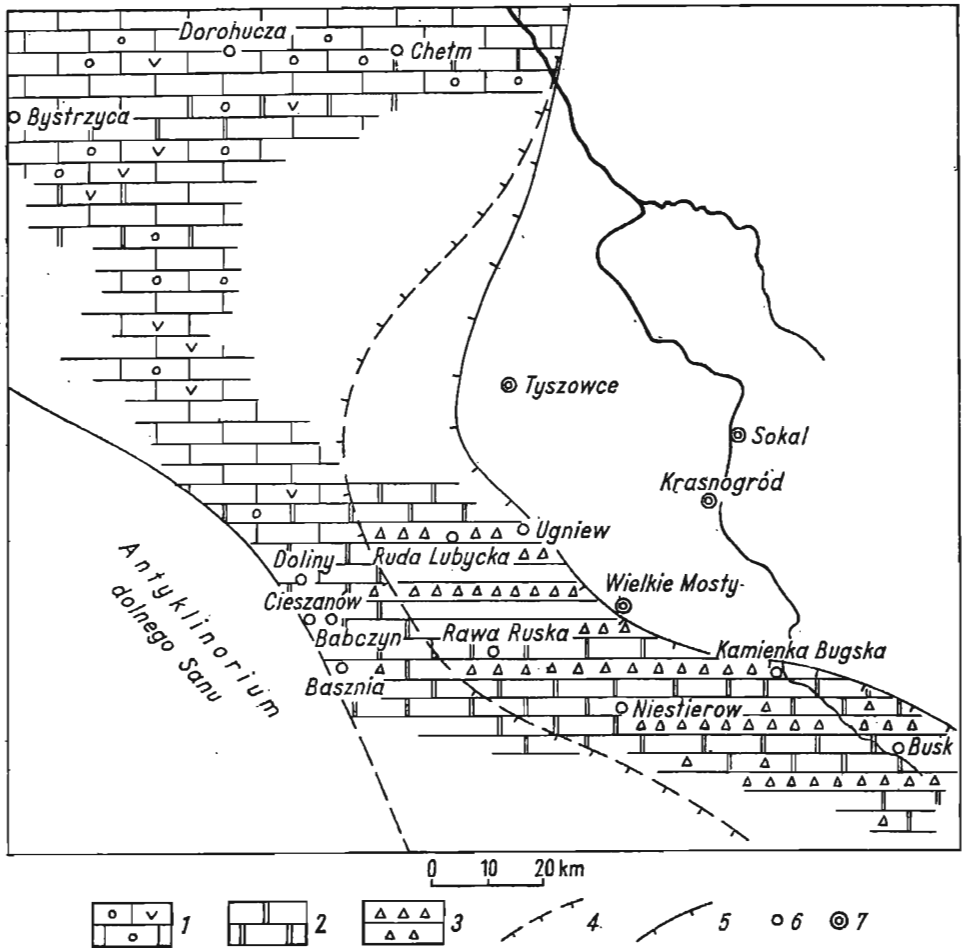 Dorohucza
Chełm
Bystrzyca
Tyszowce
Sokal
Krasnogród
Ugniew
Doliny
Ruda Lubycka
Cieszanów
Wielkie Mosty
Babczyn
Rawa Ruska
Kamienka Bugska
Basznia
Niestierow
Busk
Antyklinorium
dolnego Sanu
0 10 20 km
1 2 3 4 5 6 7